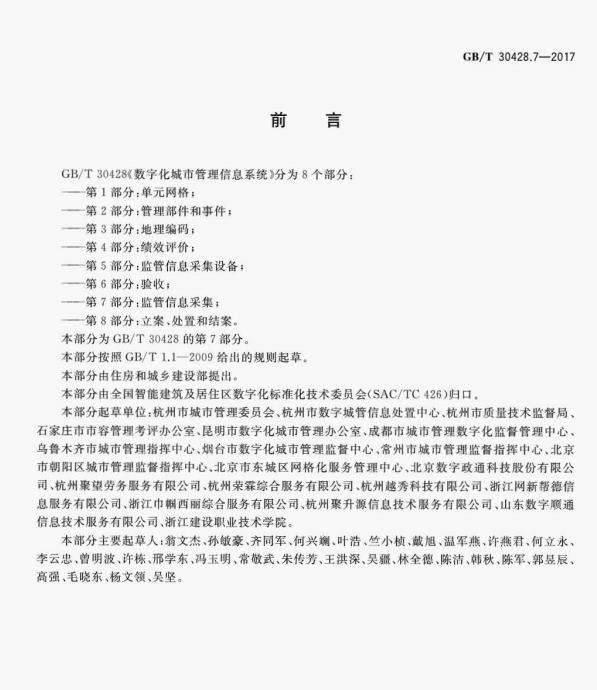 GB/T 30428.7—2017
前　言
GB/T 30428《数字化城市管理信息系统》分为8个部分：
——第1部分：单元网格；
——第2部分：管理部件和事件；
——第3部分：地理编码；
——第4部分：绩效评价；
——第5部分：监管信息采集设备；
——第6部分：验收；
——第7部分：监管信息采集；
——第8部分：立案、处置和结案。
本部分为GB/T 30428的第7部分。
本部分按照GB/T 1.1—2009给出的规则起草。
本部分由住房和城乡建设部提出。
本部分由全国智能建筑及居住区数字化标准化技术委员会(SAC/TC 426)归口。
本部分起草单位：杭州市城市管理委员会、杭州市数字城管信息处置中心、杭州市质量技术监督局、
石家庄市市容管理考评办公室、昆明市数字化城市管理办公室、成都市城市管理数字化监督管理中心、
乌鲁木齐市城市管理指挥中心、烟台市数字化城市管理监督中心、常州市城市管理监督指挥中心、北京
市朝阳区城市管理监督指挥中心、北京市东城区网格化服务管理中心、北京数字政通科技股份有限公
司、杭州聚望劳务服务有限公司、杭州荣霖综合服务有限公司、杭州越秀科技有限公司、浙江网新帮德信
息服务有限公司、浙江巾帼西丽综合服务有限公司、杭州聚升源信息技术服务有限公司、山东数字顺通
信息技术服务有限公司、浙江建设职业技术学院。
本部分主要起草人：翁文杰、孙敏豪、齐同军、何兴斓、叶浩、竺小桢、戴旭、温军燕、许燕君、何立永、
李云忠、曾明波、许栋、邢学东、冯玉明、常敬武、朱传芳、王洪深、吴疆、林全德、陈洁、韩秋、陈军、郭昱辰、
高强、毛晓东、杨文领、吴坚。